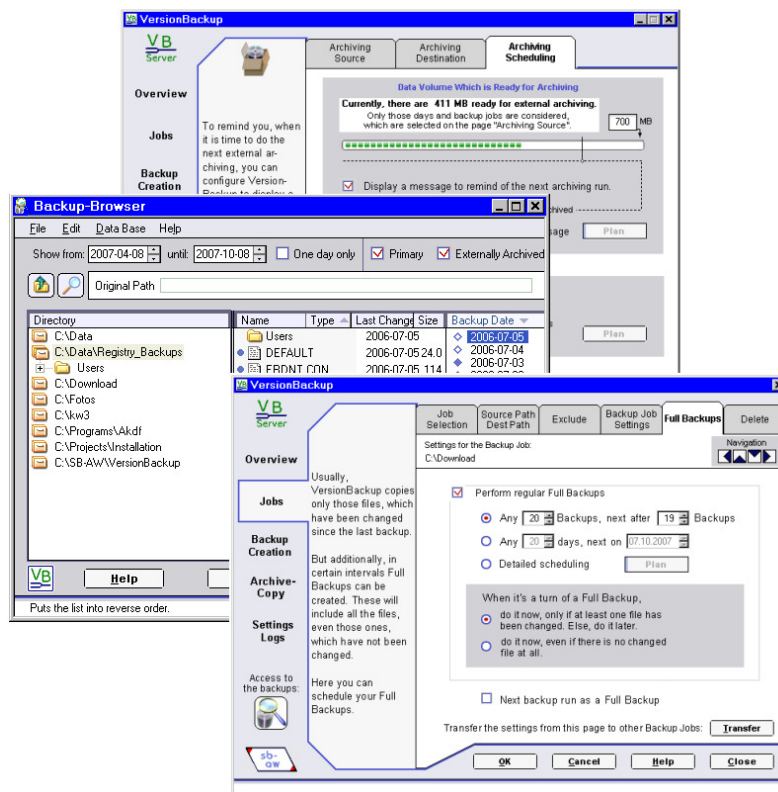 VersionBackup
VB
Server
Archiving Source
Archiving Destination
Archiving Scheduling
Overview
Jobs
Backup
Creation
To remind you, when
it is time to do the
next external ar-
chiving, you can
configure Version-
Data Volume Which is Ready for Archiving
Currently, there are 411 MB ready for external archiving.
Only those days and backup jobs are considered,
which are selected on the page "Archiving Source".
700 MB
Display a message to remind of the next archiving run.
Plan
Plan
Backup-Browser
File Edit Data Base Help
Show from: 2007-04-08 until: 2007-10-08 One day only Primary Externally Archived
Original Path
Directory
C:\Data
C:\Data\Registry_Backups
Users
C:\Download
C:\Fotos
C:\kw3
C:\Programs\Akdf
C:\Projects\Installation
C:\SB-AW\VersionBackup
Name Type Last Change Size Backup Date
Users 2006-07-05 2006-07-05
DEFAULT 2006-07-05 24.0 2006-07-04
2006-07-05 114 2006-07-03
VB
Help
Puts the list into reverse order.
VersionBackup
VB
Server
Job Selection
Source Path Dest Path
Exclude
Backup Job Settings
Full Backups
Delete
Settings for the Backup Job:
C:\Download
Navigation
Overview
Jobs
Backup
Creation
Archive-
Copy
Settings
Logs
Access to
the backups:
sb-
aw
Usually,
VersionBackup copies
only those files, which
have been changed
since the last backup.
But additionally, in
certain intervals Full
Backups can be
created. These will
include all the files,
even those ones,
which have not been
changed.
Here you can
schedule your Full
Backups.
Perform regular Full Backups
Any 20 Backups, next after 19 Backups
Any 20 days, next on 07.10.2007
Detailed scheduling Plan
When it's a turn of a Full Backup,
do it now, only if at least one file has
been changed. Else, do it later.
do it now, even if there is no changed
file at all.
Next backup run as a Full Backup
Transfer the settings from this page to other Backup Jobs: Transfer
OK Cancel Help Close